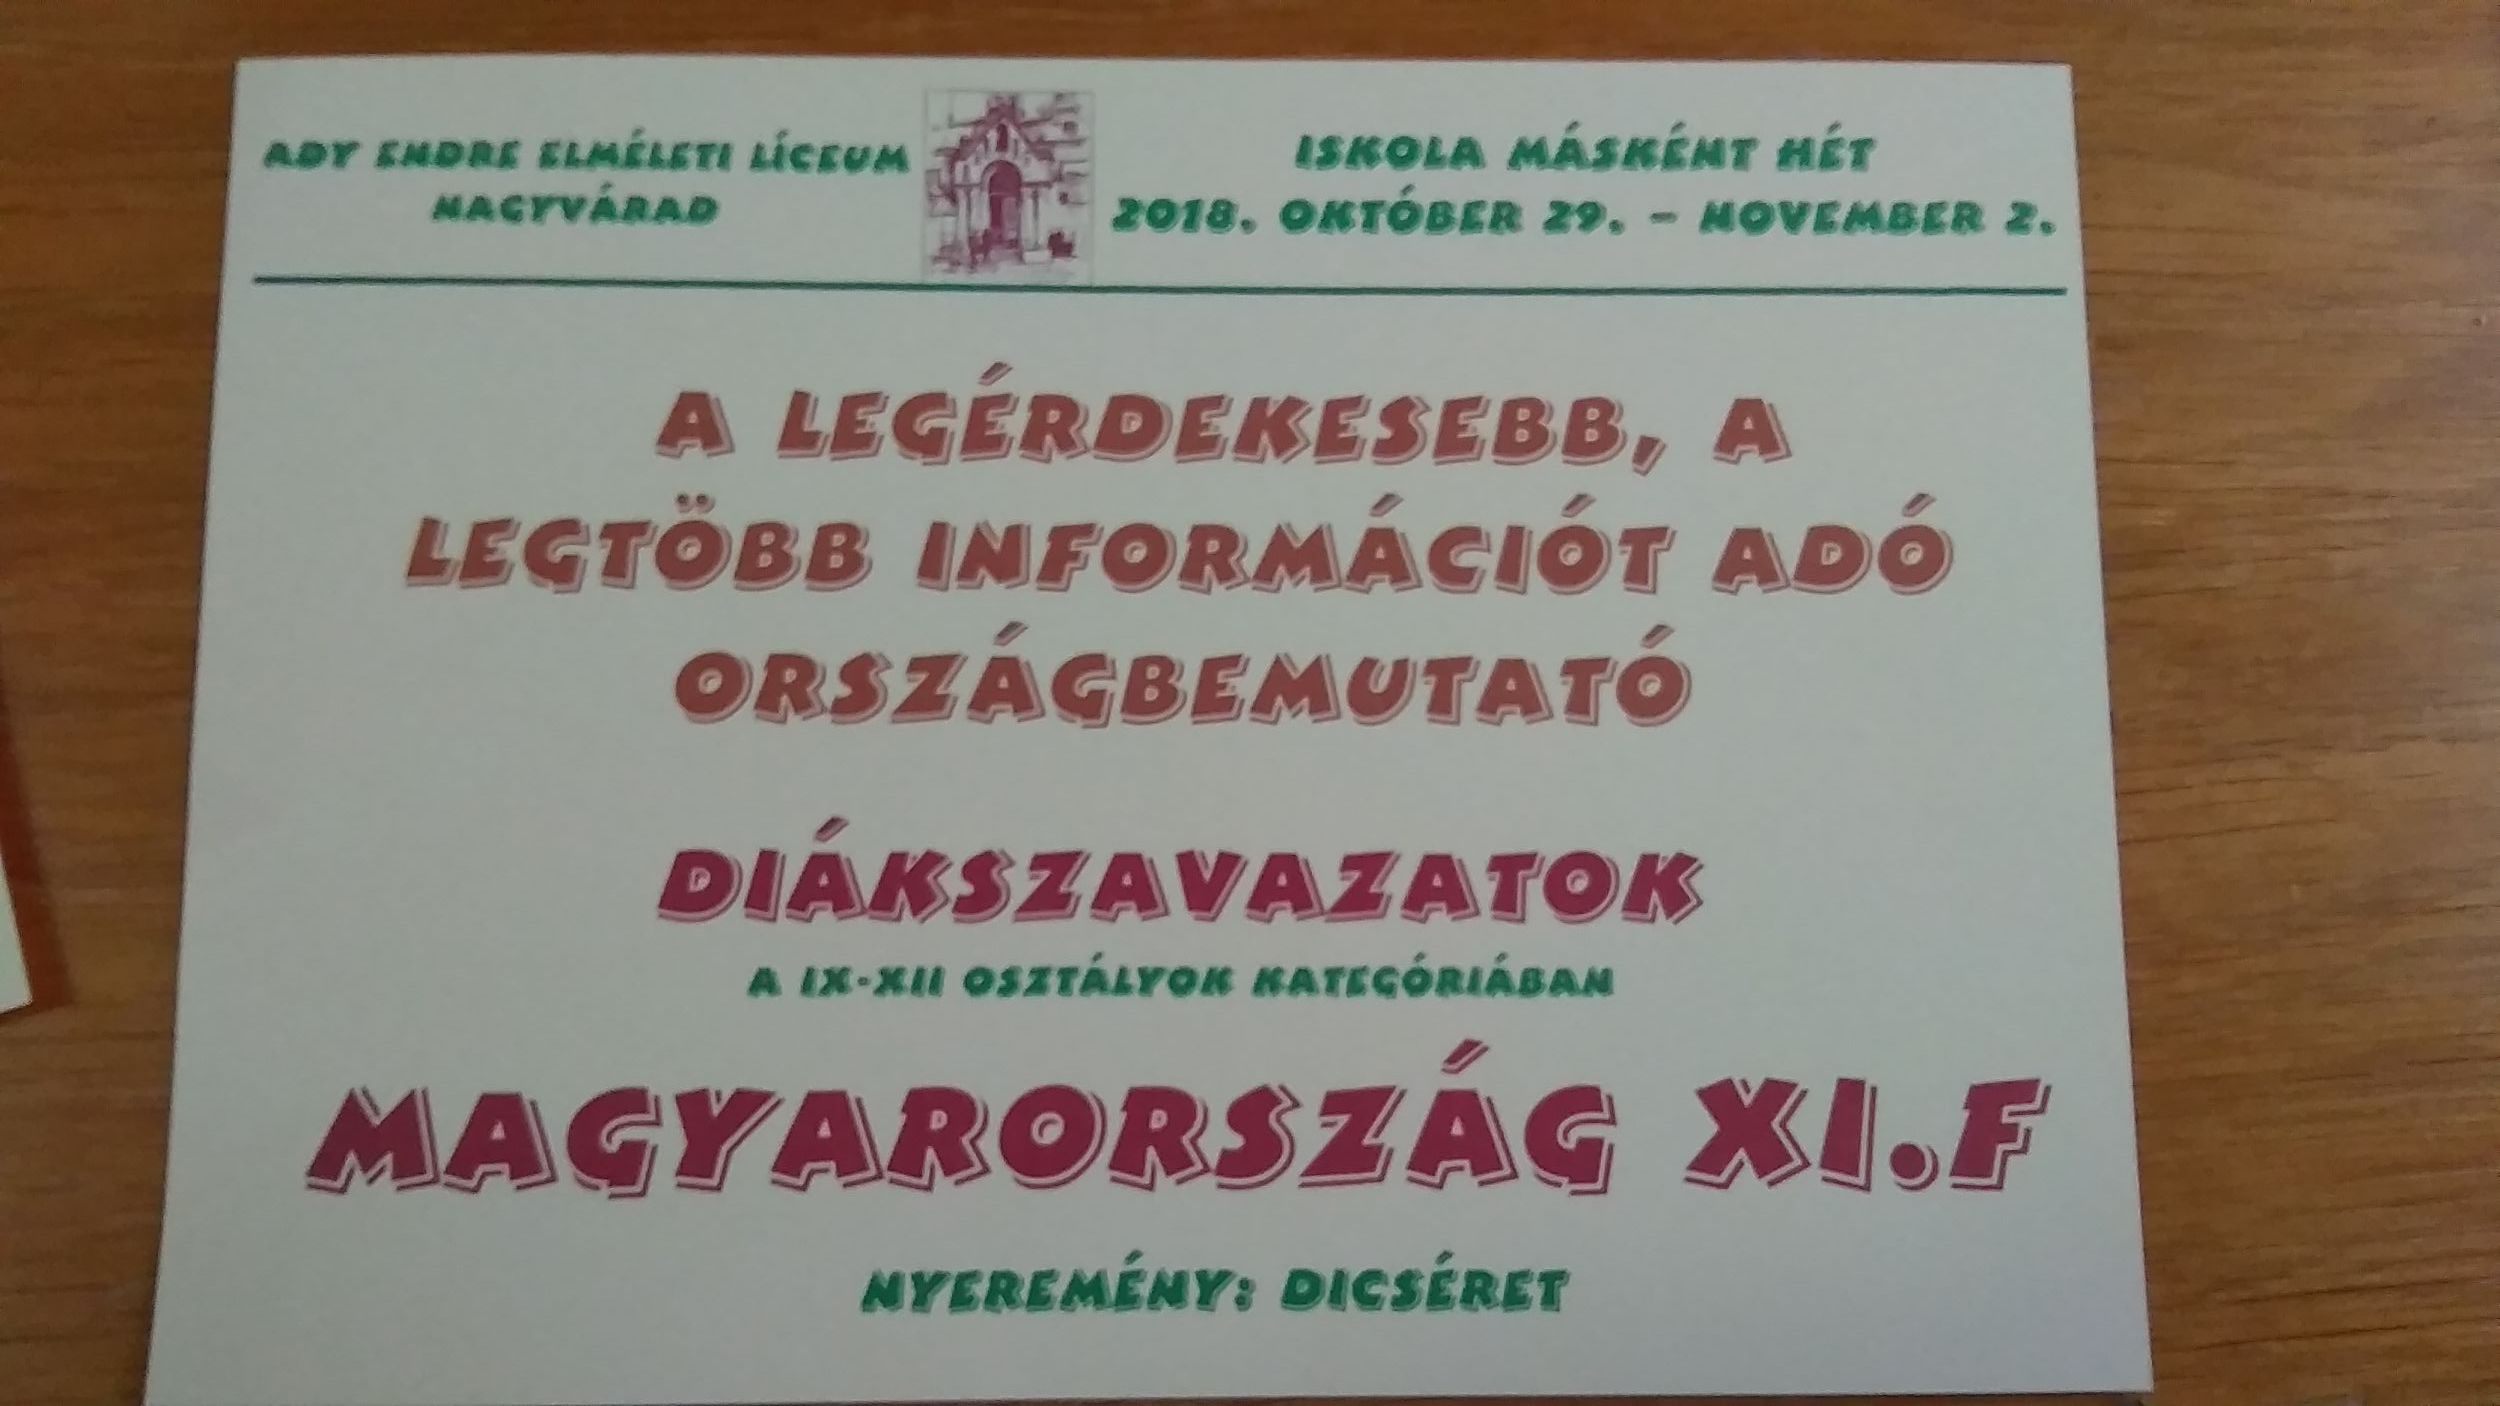 ADY ENDRE ELMÉLETI LÍCEUM
NAGYVÁRAD
ISKOLA MÁSKÉNT HÉT
2018. OKTÓBER 29. – NOVEMBER 2.
A LEGÉRDEKESEBB, A
LEGTÖBB INFORMÁCIÓT ADÓ
ORSZÁGBEMUTATÓ
DIÁKSZAVAZATOK
A IX-XII OSZTÁLYOK KATEGÓRIÁBAN
MAGYARORSZÁG XI.F
NYEREMÉNY: DICSÉRET